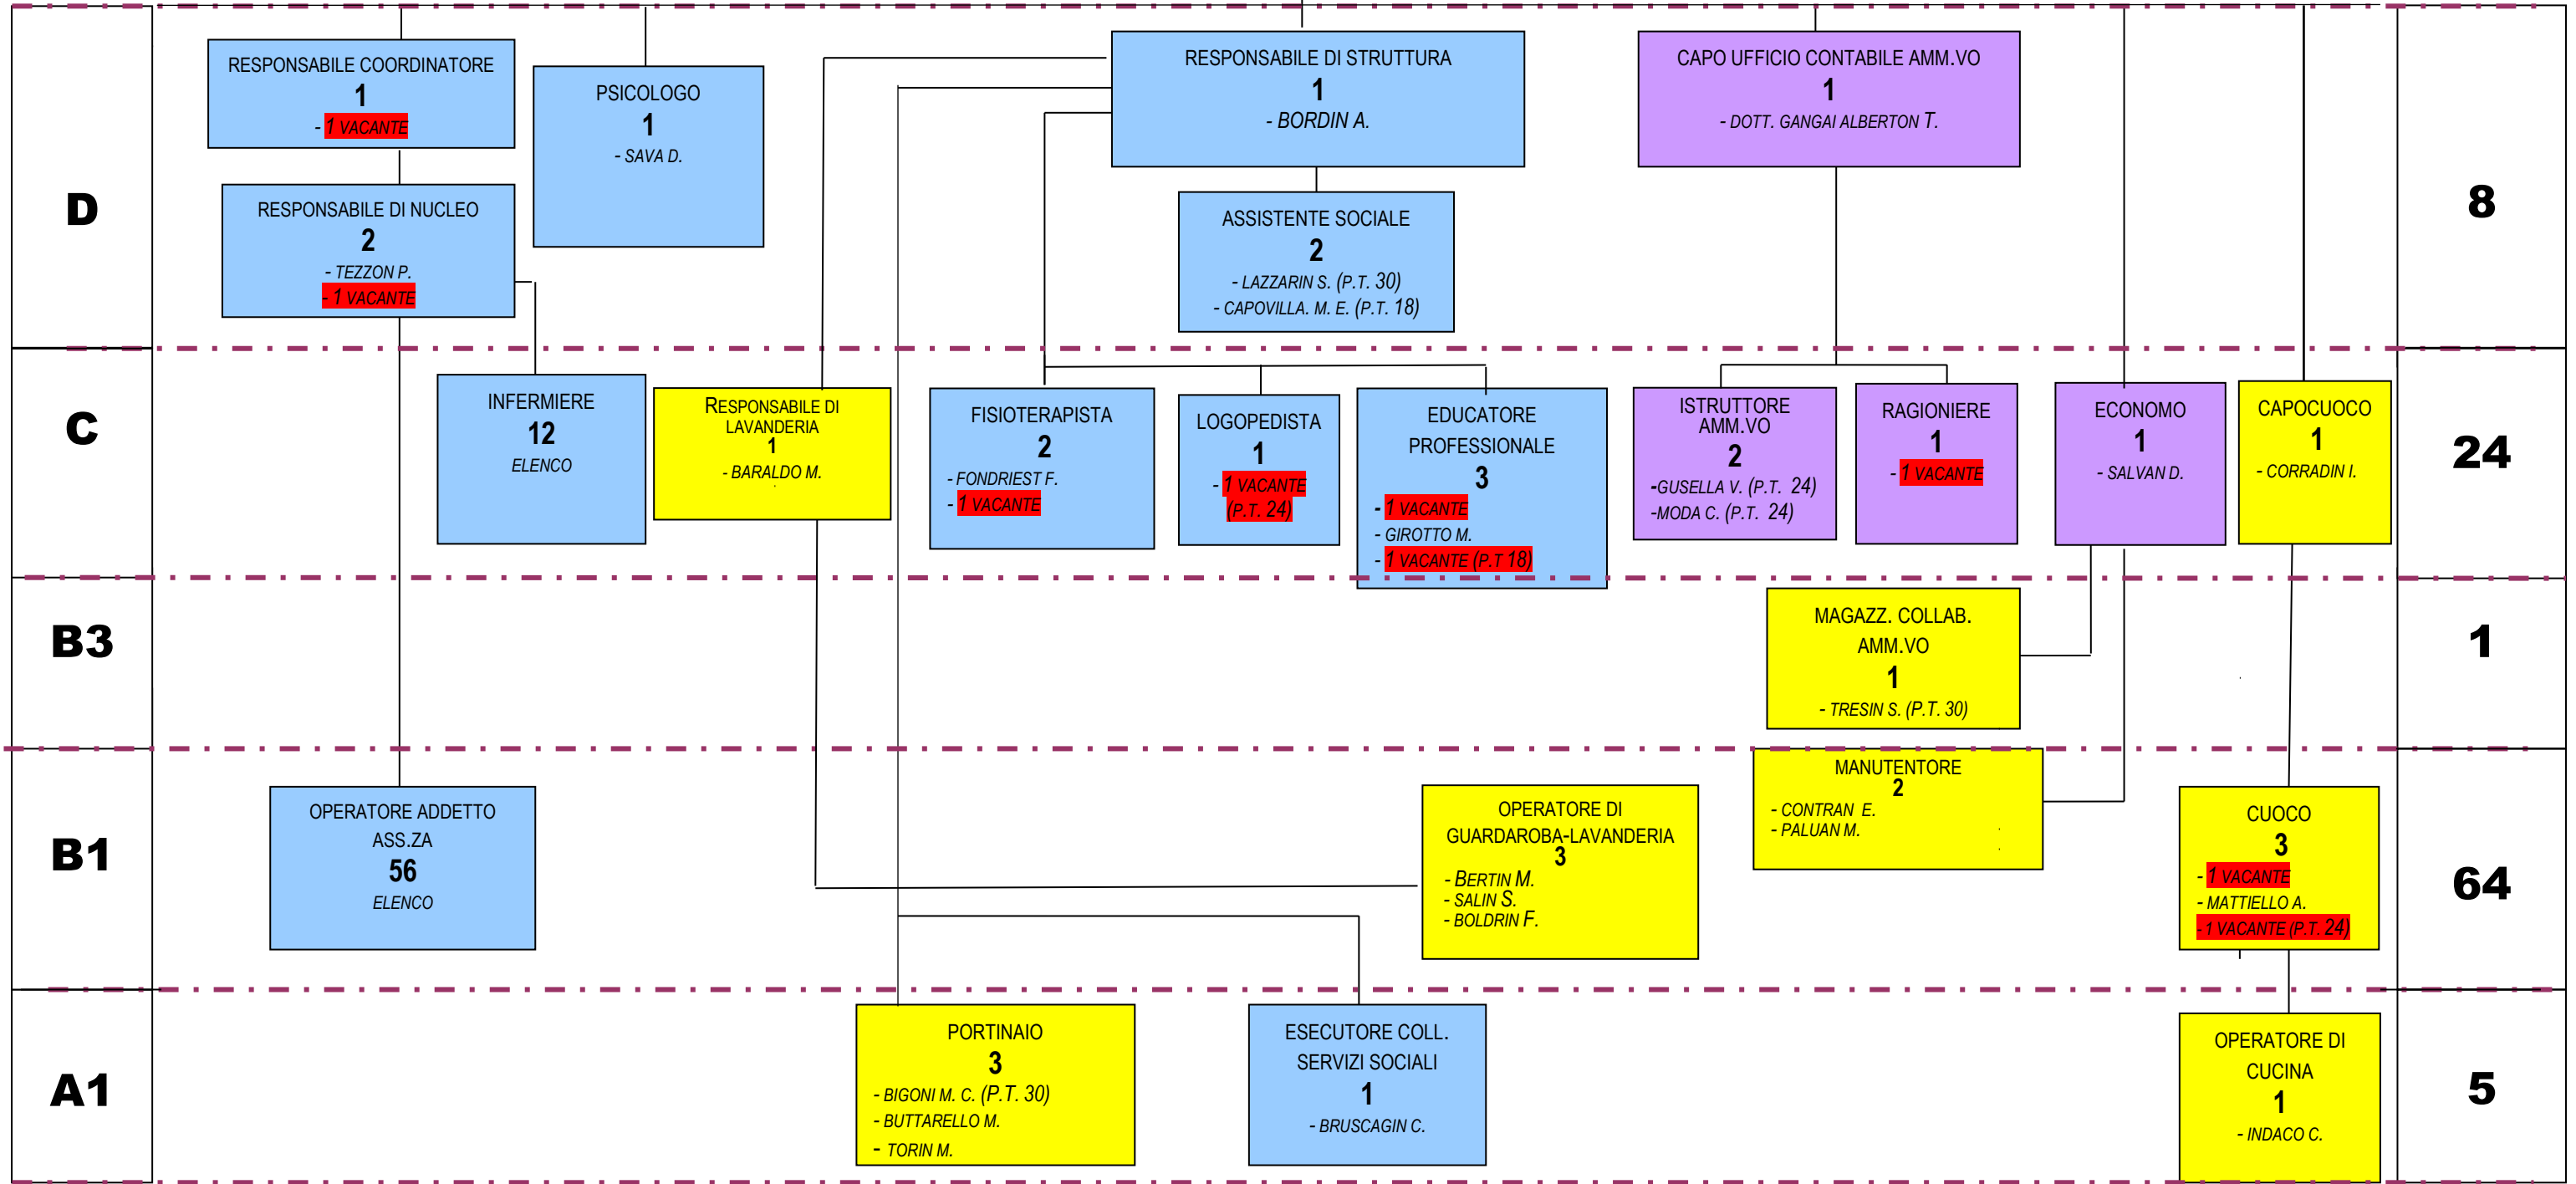 D
RESPONSABILE COORDINATORE
1
- 1 VACANTE
PSICOLOGO
1
- SAVA D.
RESPONSABILE DI STRUTTURA
1
- BORDIN A.
CAPO UFFICIO CONTABILE AMM.VO
1
- DOTT. GANGAI ALBERTON T.
RESPONSABILE DI NUCLEO
2
- TEZZON P.
- 1 VACANTE
ASSISTENTE SOCIALE
2
- LAZZARIN S. (P.T. 30)
- CAPOVILLA. M. E. (P.T. 18)
8
C
INFERMIERE
12
ELENCO
RESPONSABILE DI
LAVANDERIA
1
- BARALDO M.
FISIOTERAPISTA
2
- FONDRIEST F.
- 1 VACANTE
LOGOPEDISTA
1
- 1 VACANTE
(P.T. 24)
EDUCATORE
PROFESSIONALE
3
- 1 VACANTE
- GIROTTO M.
- 1 VACANTE (P.T 18)
ISTRUTTORE
AMM.VO
2
-GUSELLA V. (P.T. 24)
-MODA C. (P.T. 24)
RAGIONIERE
1
- 1 VACANTE
ECONOMO
1
- SALVAN D.
CAPOCUOCO
1
- CORRADIN I.
24
B3
MAGAZZ. COLLAB.
AMM.VO
1
- TRESIN S. (P.T. 30)
1
B1
OPERATORE ADDETTO
ASS.ZA
56
ELENCO
OPERATORE DI
GUARDAROBA-LAVANDERIA
3
- BERTIN M.
- SALIN S.
- BOLDRIN F.
MANUTENTORE
2
- CONTRAN E.
- PALUAN M.
CUOCO
3
- 1 VACANTE
- MATTIELLO A.
- 1 VACANTE (P.T. 24)
64
A1
PORTINAIO
3
- BIGONI M. C. (P.T. 30)
- BUTTARELLO M.
- TORIN M.
ESECUTORE COLL.
SERVIZI SOCIALI
1
- BRUSCAGIN C.
OPERATORE DI
CUCINA
1
- INDACO C.
5